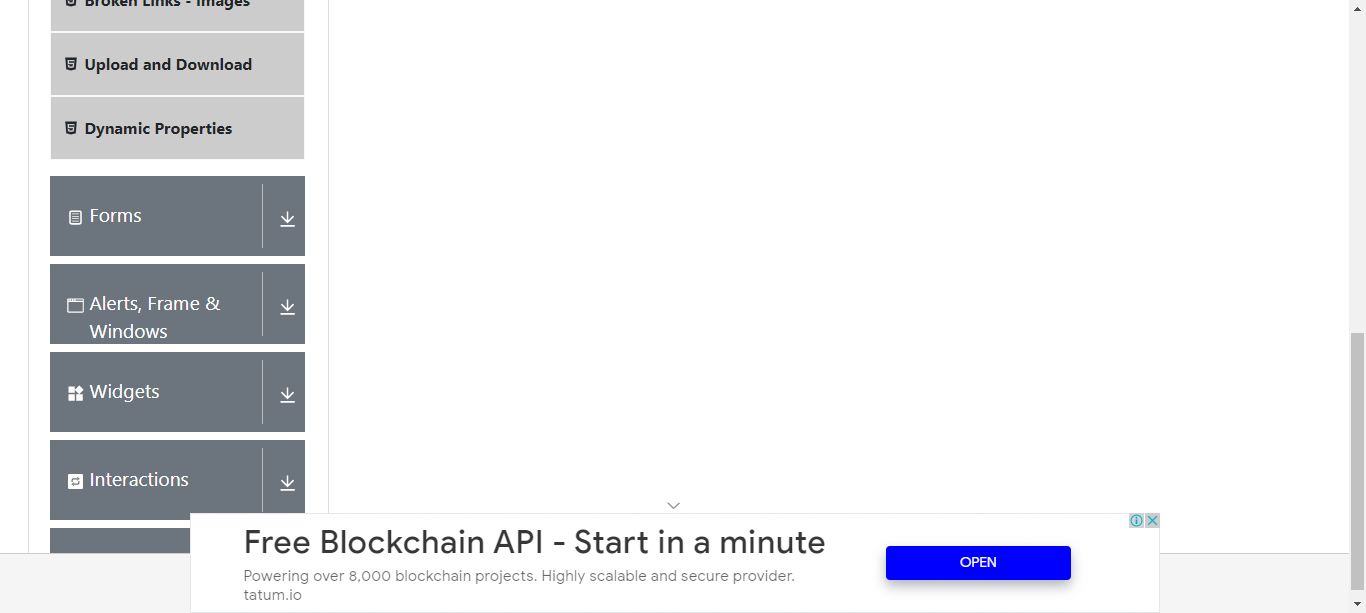 Broken Links - Images
Upload and Download
Dynamic Properties
Forms
Alerts, Frame &
Windows
Widgets
Interactions
Free Blockchain API - Start in a minute
Powering over 8,000 blockchain projects. Highly scalable and secure provider.
tatum.io
OPEN